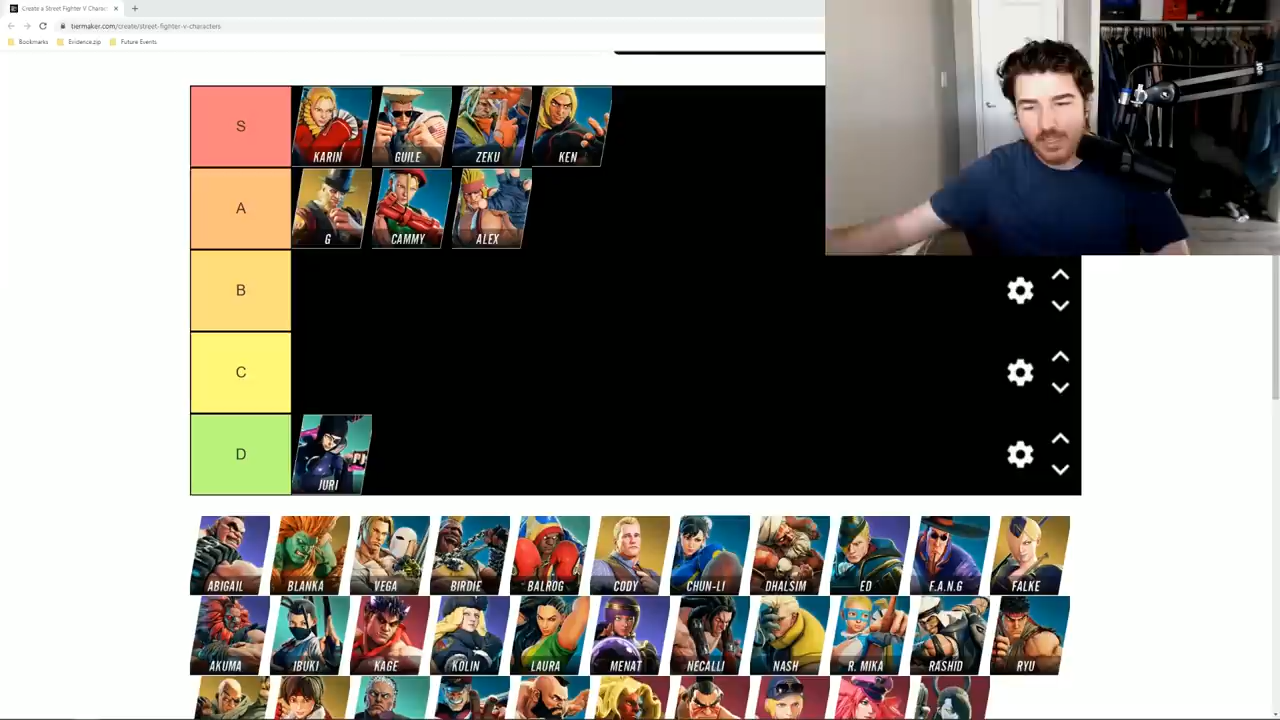 Create a Street Fighter V Charac
tiermaker.com/create/street-fighter-v-characters
Bookmarks Evidence.zip Future Events
S KARIN GUILE ZEKU KEN
A G CAMMY ALEX
B
C
D JURI
ABIGAIL BLANKA VEGA BIRDIE BALROG CODY CHUN-LI DHALSIM ED F.A.N.G FALKE
AKUMA IBUKI KAGE KOLIN LAURA MENAT NECALLI NASH R. MIKA RASHID RYU